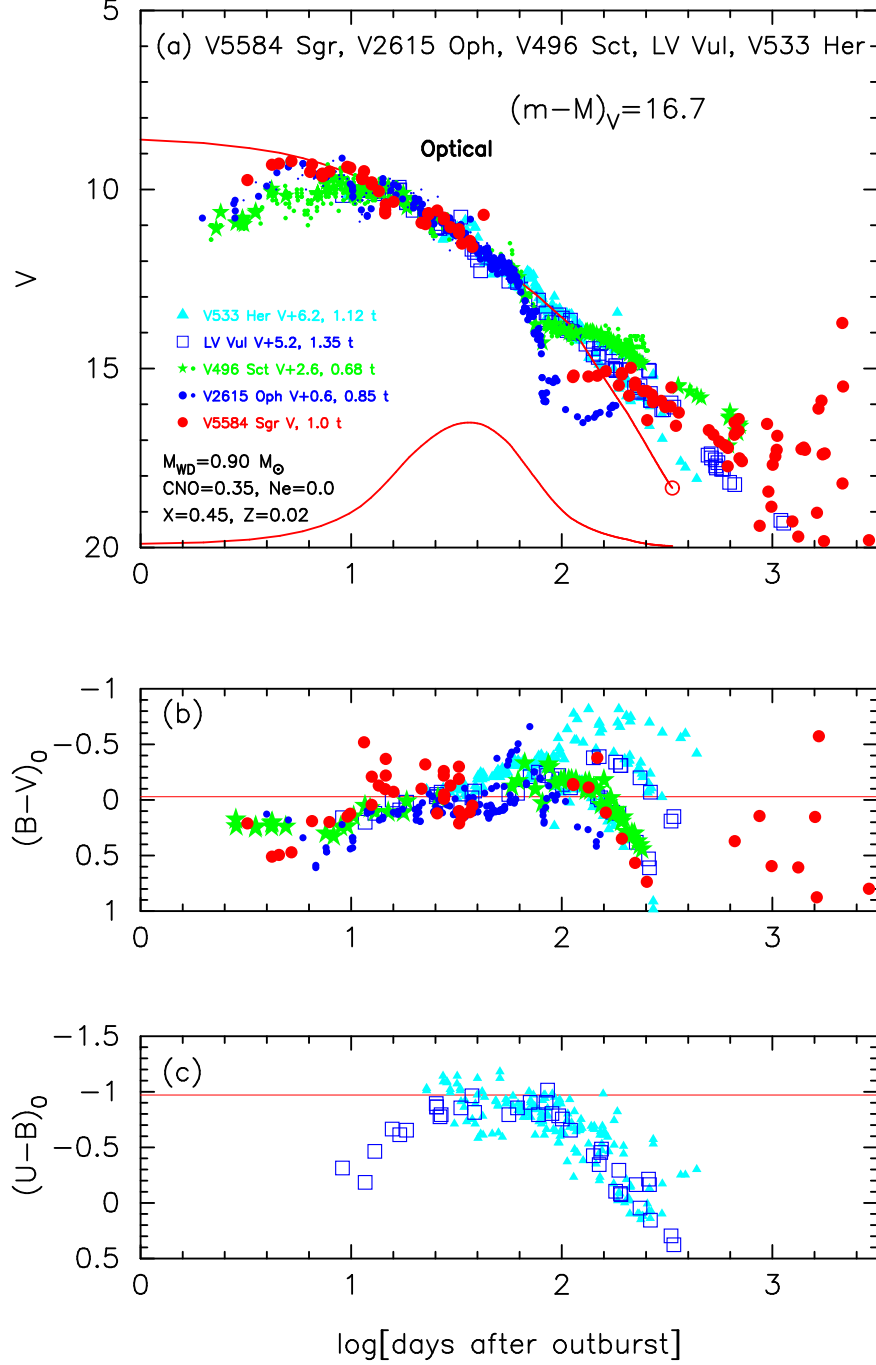 5
(a) V5584 Sgr, V2615 Oph, V496 Sct, LV Vul, V533 Her
(m−M)V=16.7
Optical
10
V
V533 Her V+6.2, 1.12 t
LV Vul V+5.2, 1.35 t
15
V496 Sct V+2.6, 0.68 t
V2615 Oph V+0.6, 0.85 t
V5584 Sgr V, 1.0 t
MWD=0.90 M⊙
CNO=0.35, Ne=0.0
X=0.45, Z=0.02
20
0 1 2 3
−1
(b)
−0.5
(B−V)0
0
0.5
1
0 1 2 3
−1.5
(c)
−1
(U−B)0
−0.5
0
0.5
0 1 2 3
log[days after outburst]